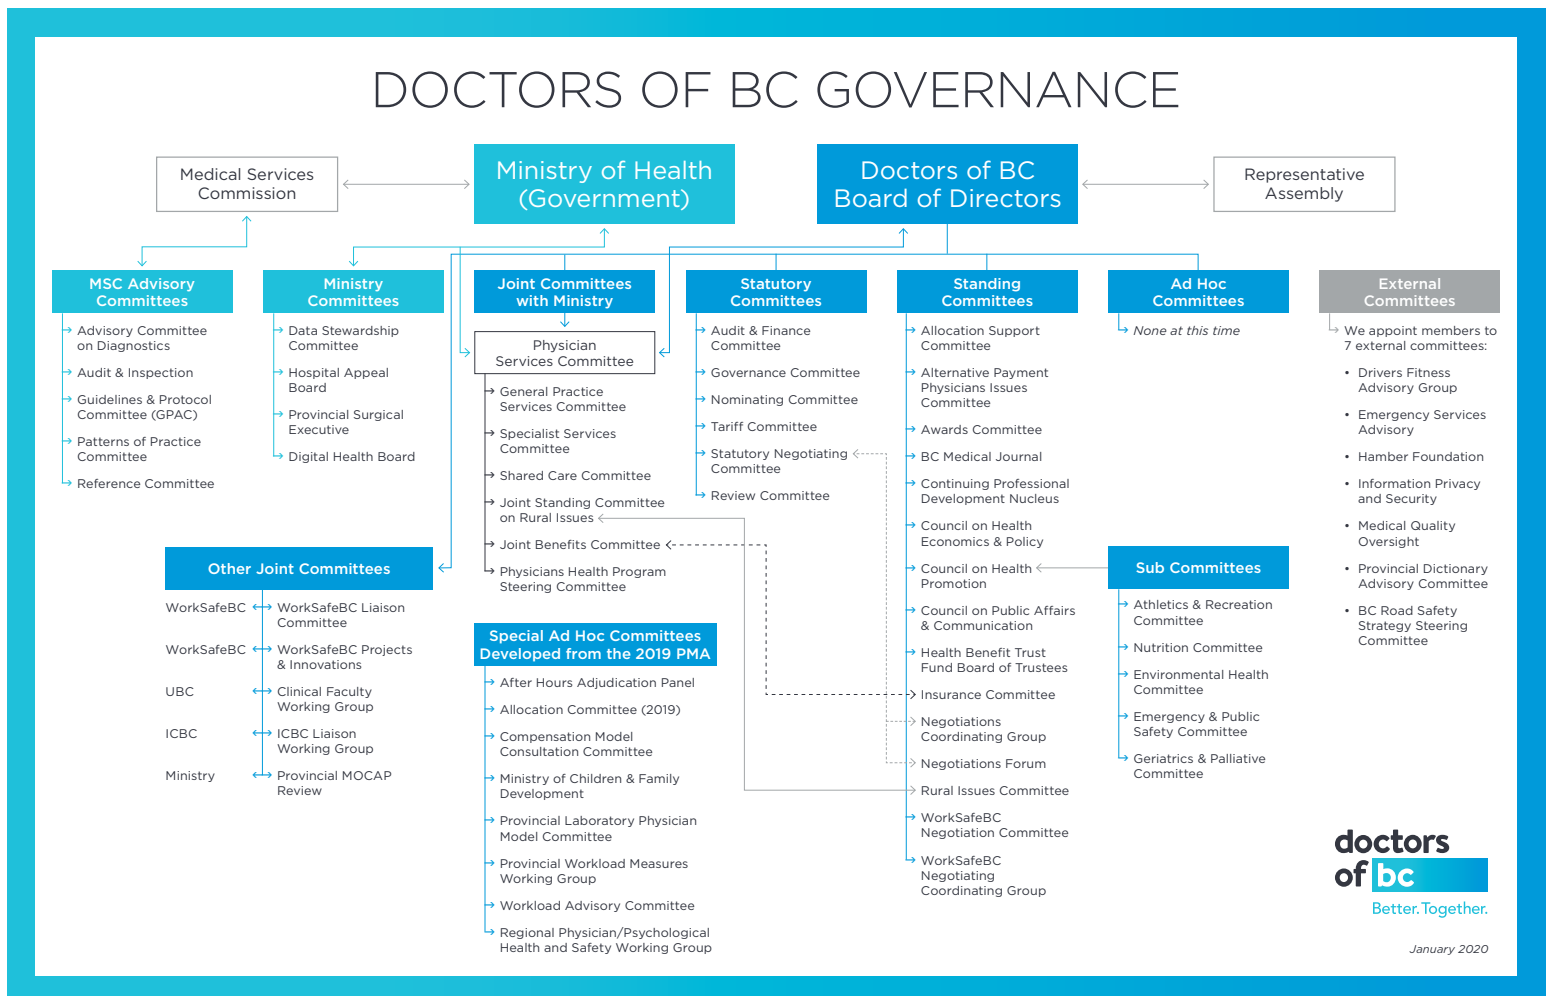 DOCTORS OF BC GOVERNANCE
Medical Services
Commission
Ministry of Health
(Government)
Doctors of BC
Board of Directors
Representative
Assembly
MSC Advisory
Committees
Advisory Committee
on Diagnostics
Audit & Inspection
Guidelines & Protocol
Committee (GPAC)
Patterns of Practice
Committee
Reference Committee
Ministry
Committees
Data Stewardship
Committee
Hospital Appeal
Board
Provincial Surgical
Executive
Digital Health Board
Joint Committees
with Ministry
Physician
Services Committee
General Practice
Services Committee
Specialist Services
Committee
Shared Care Committee
Joint Standing Committee
on Rural Issues
Joint Benefits Committee
Physicians Health Program
Steering Committee
Statutory
Committees
Audit & Finance
Committee
Governance Committee
Nominating Committee
Tariff Committee
Statutory Negotiating
Committee
Review Committee
Standing
Committees
Allocation Support
Committee
Alternative Payment
Physicians Issues
Committee
Awards Committee
BC Medical Journal
Continuing Professional
Development Nucleus
Council on Health
Economics & Policy
Council on Health
Promotion
Council on Public Affairs
& Communication
Health Benefit Trust
Fund Board of Trustees
Insurance Committee
Negotiations
Coordinating Group
Negotiations Forum
Rural Issues Committee
WorkSafeBC
Negotiation Committee
WorkSafeBC
Negotiating
Coordinating Group
Ad Hoc
Committees
None at this time
Sub Committees
Athletics & Recreation
Committee
Nutrition Committee
Environmental Health
Committee
Emergency & Public
Safety Committee
Geriatrics & Palliative
Committee
External
Committees
We appoint members to
7 external committees:
• Drivers Fitness
Advisory Group
• Emergency Services
Advisory
• Hamber Foundation
• Information Privacy
and Security
• Medical Quality
Oversight
• Provincial Dictionary
Advisory Committee
• BC Road Safety
Strategy Steering
Committee
Other Joint Committees
WorkSafeBC WorkSafeBC Liaison
Committee
WorkSafeBC WorkSafeBC Projects
& Innovations
UBC Clinical Faculty
Working Group
ICBC ICBC Liaison
Working Group
Ministry Provincial MOCAP
Review
Special Ad Hoc Committees
Developed from the 2019 PMA
After Hours Adjudication Panel
Allocation Committee (2019)
Compensation Model
Consultation Committee
Ministry of Children & Family
Development
Provincial Laboratory Physician
Model Committee
Provincial Workload Measures
Working Group
Workload Advisory Committee
Regional Physician/Psychological
Health and Safety Working Group
doctors
of bc
Better. Together.
January 2020